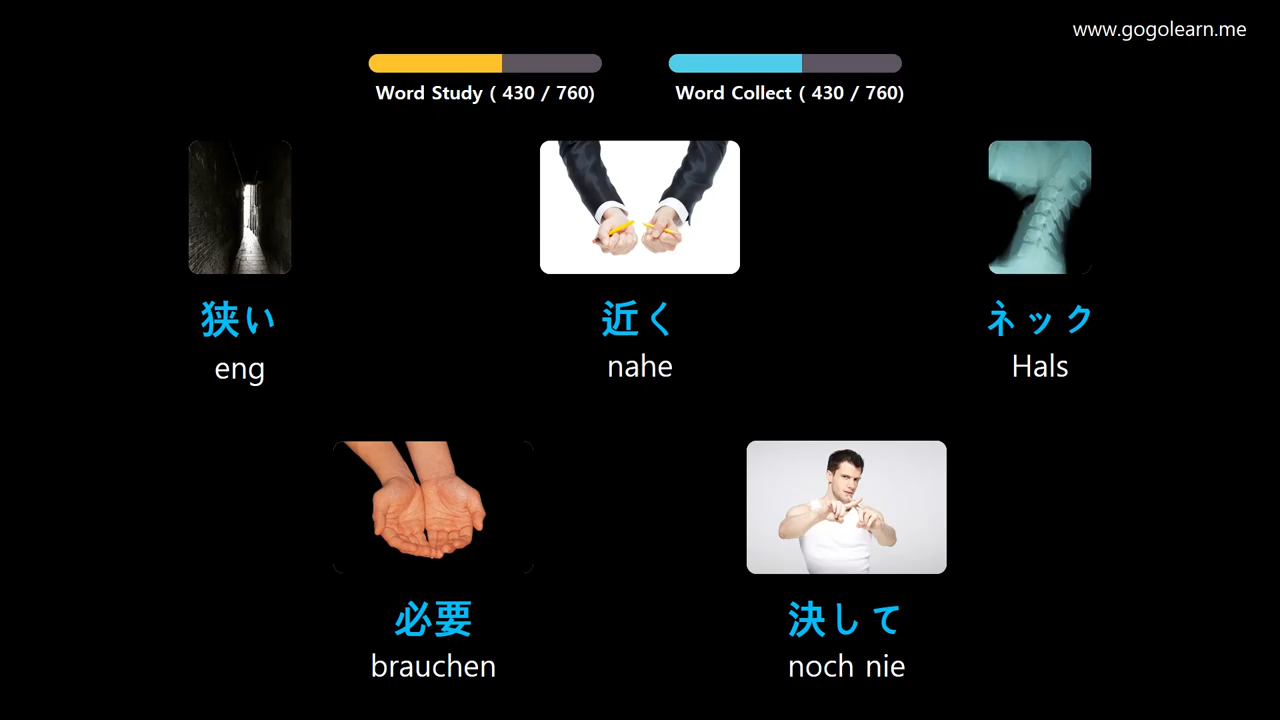 www.gogolearn.me
Word Study ( 430 / 760)
Word Collect ( 430 / 760)
狭い
eng
近く
nahe
ネック
Hals
必要
brauchen
決して
noch nie